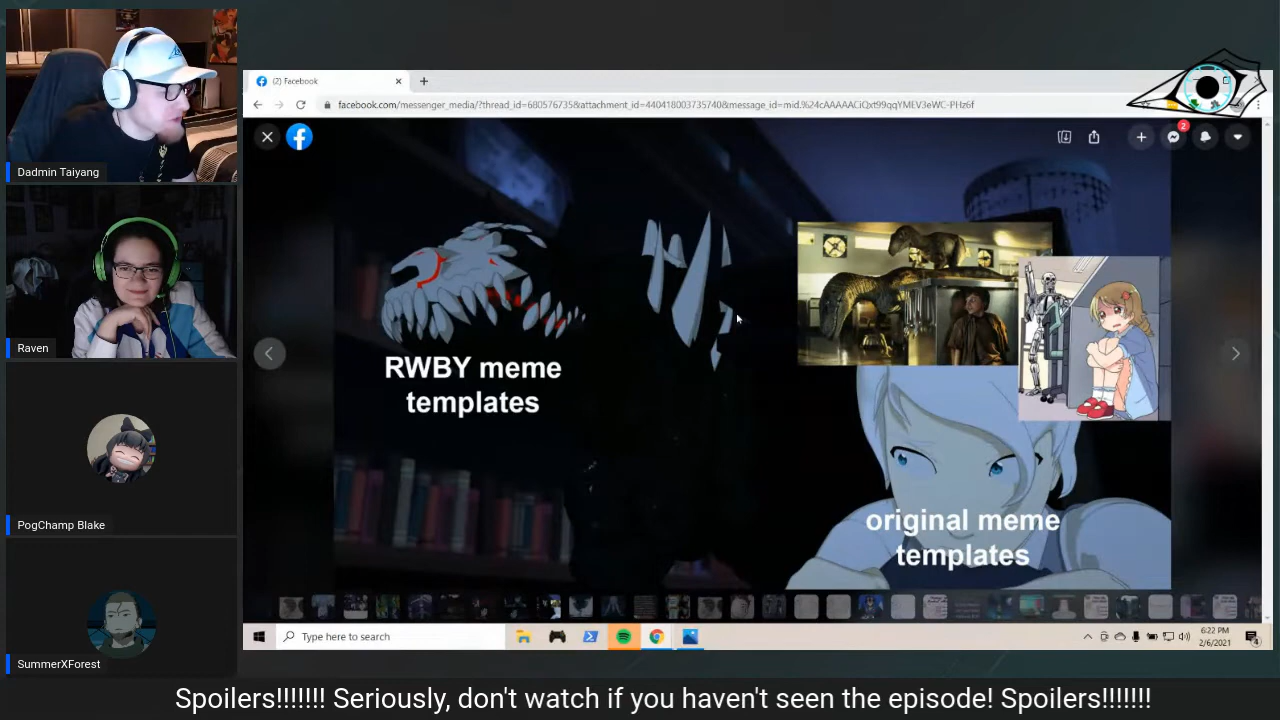 Dadmin Taiyang
Raven
PogChamp Blake
SummerXForest
(2) Facebook
facebook.com/messenger_media/?thread_id=680576735&attachment_id=440418003735740&message_id=mid.%24cAAAAACiQxt99qqYMEV3eWC-PHz6f
2
RWBY meme
templates
original meme
templates
Type here to search
6:22 PM
2/6/2021
4
Spoilers!!!!!!! Seriously, don't watch if you haven't seen the episode! Spoilers!!!!!!!